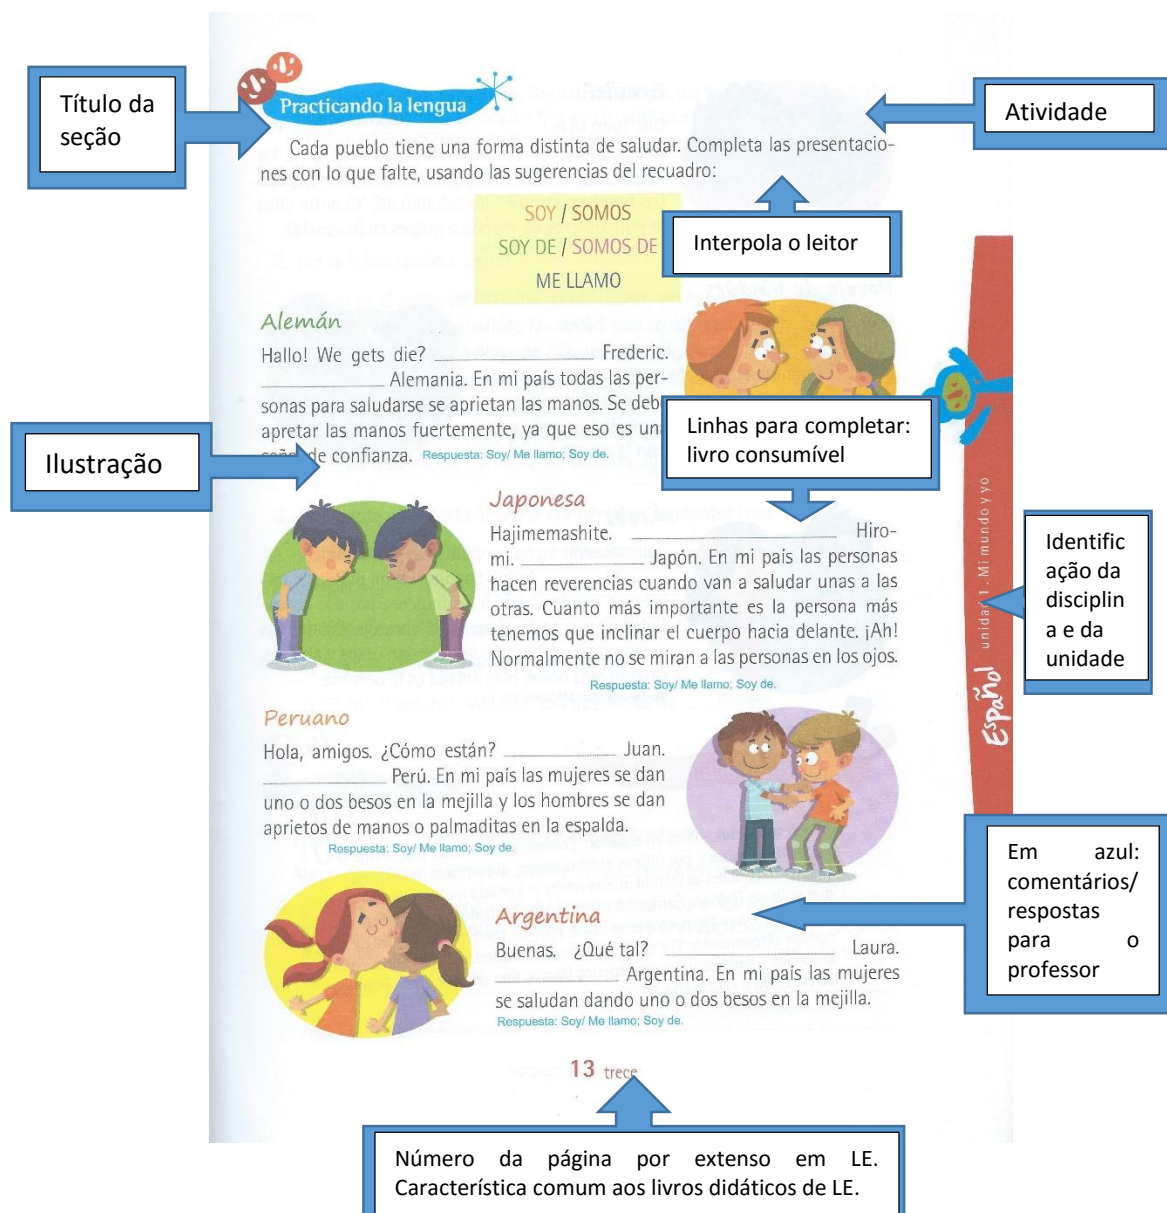 Título da
seção
Practicando la lengua
Atividade
Cada pueblo tiene una forma distinta de saludar. Completa las presentacio-
nes con lo que falte, usando las sugerencias del recuadro:
SOY / SOMOS
SOY DE / SOMOS DE
ME LLAMO
Interpola o leitor
Alemán
Hallo! We gets die? ____________ Frederic.
____________ Alemania. En mi país todas las per-
sonas para saludarse se aprietan las manos. Se debe
apretar las manos fuertemente, ya que eso es una
de confianza. Respuesta: Soy/ Me llamo; Soy de.
Linhas para completar:
livro consumível
Ilustração
Japonesa
Hajimemashite. ____________ Hiro-
mi. ____________ Japón. En mi país las personas
hacen reverencias cuando van a saludar unas a las
otras. Cuanto más importante es la persona más
tenemos que inclinar el cuerpo hacia delante. ¡Ah!
Normalmente no se miran a las personas en los ojos.
Respuesta: Soy/ Me llamo; Soy de.
Identific
ação da
disciplin
a e da
unidade
Español unidad 1. Mi mundo y yo
Peruano
Hola, amigos. ¿Cómo están? ____________ Juan.
____________ Perú. En mi país las mujeres se dan
uno o dos besos en la mejilla y los hombres se dan
aprietos de manos o palmaditas en la espalda.
Respuesta: Soy/ Me llamo; Soy de.
Em azul:
comentários/
respostas
para o
professor
Argentina
Buenas. ¿Qué tal? ____________ Laura.
____________ Argentina. En mi país las mujeres
se saludan dando uno o dos besos en la mejilla.
Respuesta: Soy/ Me llamo; Soy de.
13 trece
Número da página por extenso em LE.
Característica comum aos livros didáticos de LE.